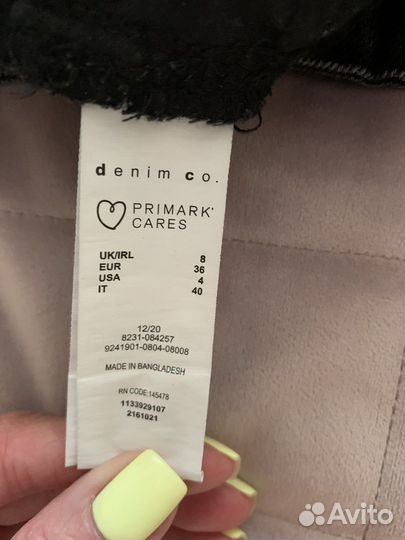 denim co.
PRIMARK®
CARES
UK/IRL 8
EUR 36
USA 4
IT 40
12/20
8231-084257
9241901-0804-08008
MADE IN BANGLADESH
RN CODE:145478
1133929107
2161021
Avito